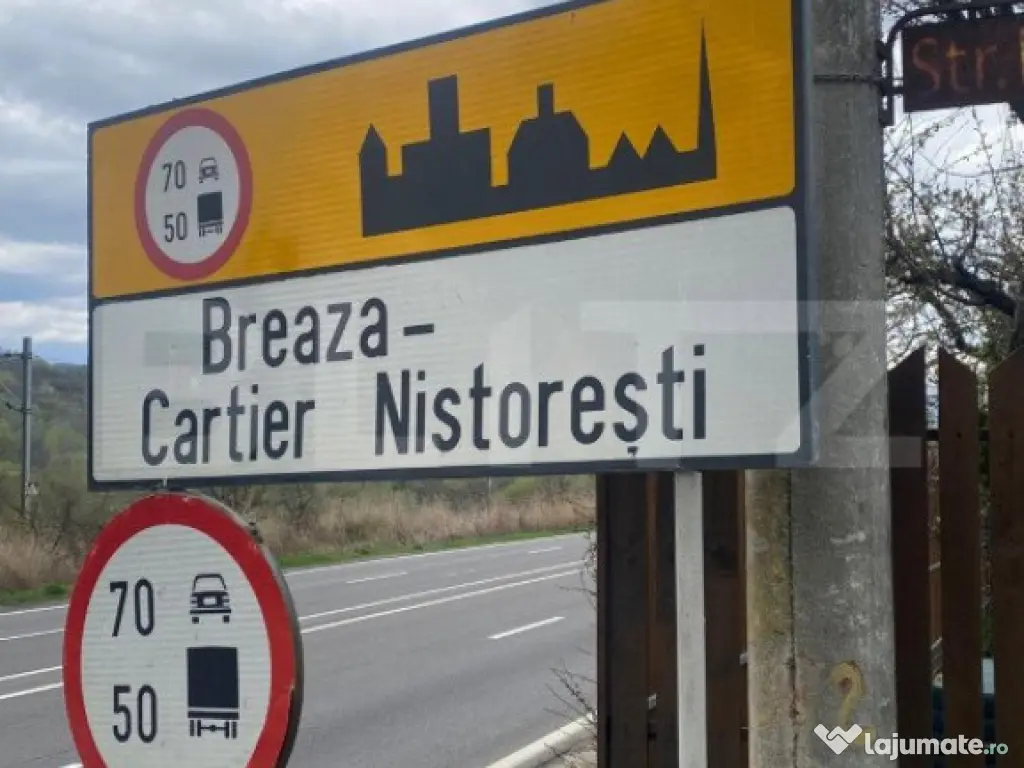 Str.
70
50
Breaza –
Cartier Nistorești
70
50
lajumate.ro